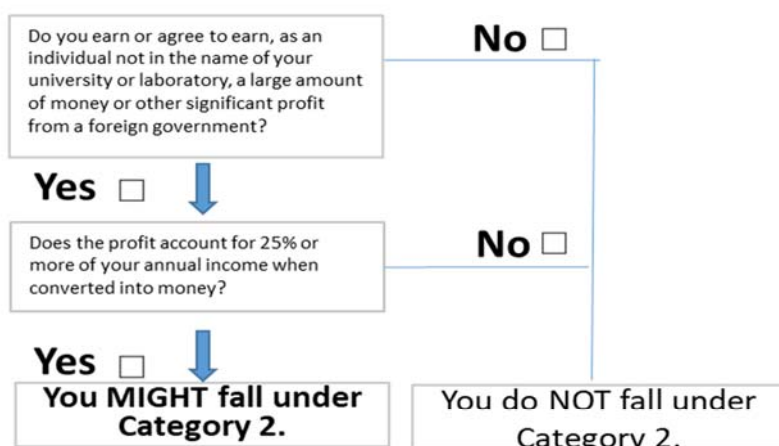 Do you earn or agree to earn, as an
individual not in the name of your
university or laboratory, a large amount
of money or other significant profit
from a foreign government?
No ☐
Yes ☐
Does the profit account for 25% or
more of your annual income when
converted into money?
No ☐
Yes ☐
You MIGHT fall under
Category 2.
You do NOT fall under
Category 2.